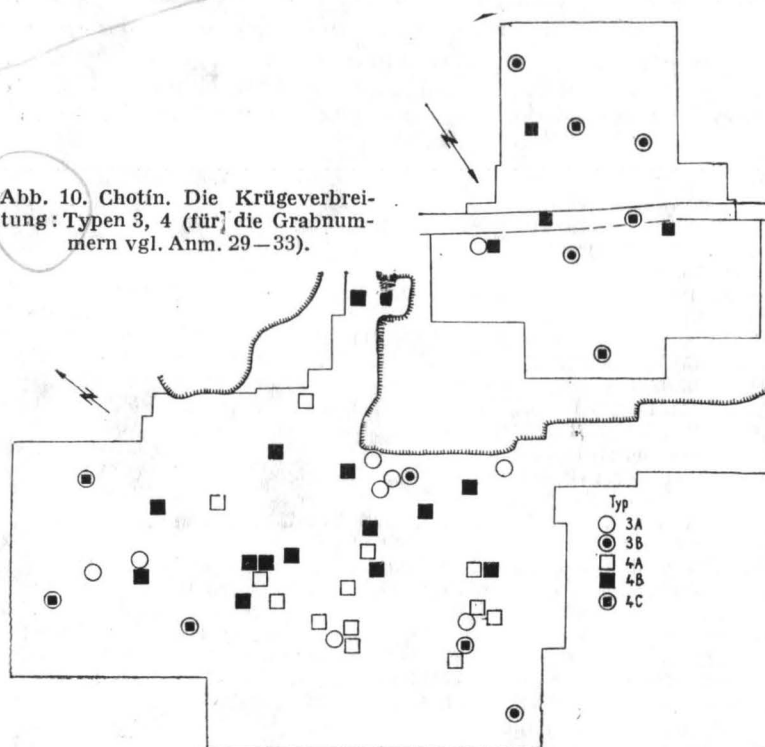 Abb. 10. Chotín. Die Krügeverbrei-
tung: Typen 3, 4 (für die Grabnum-
mern vgl. Anm. 29—33).
Typ
3A
3B
4A
4B
4C